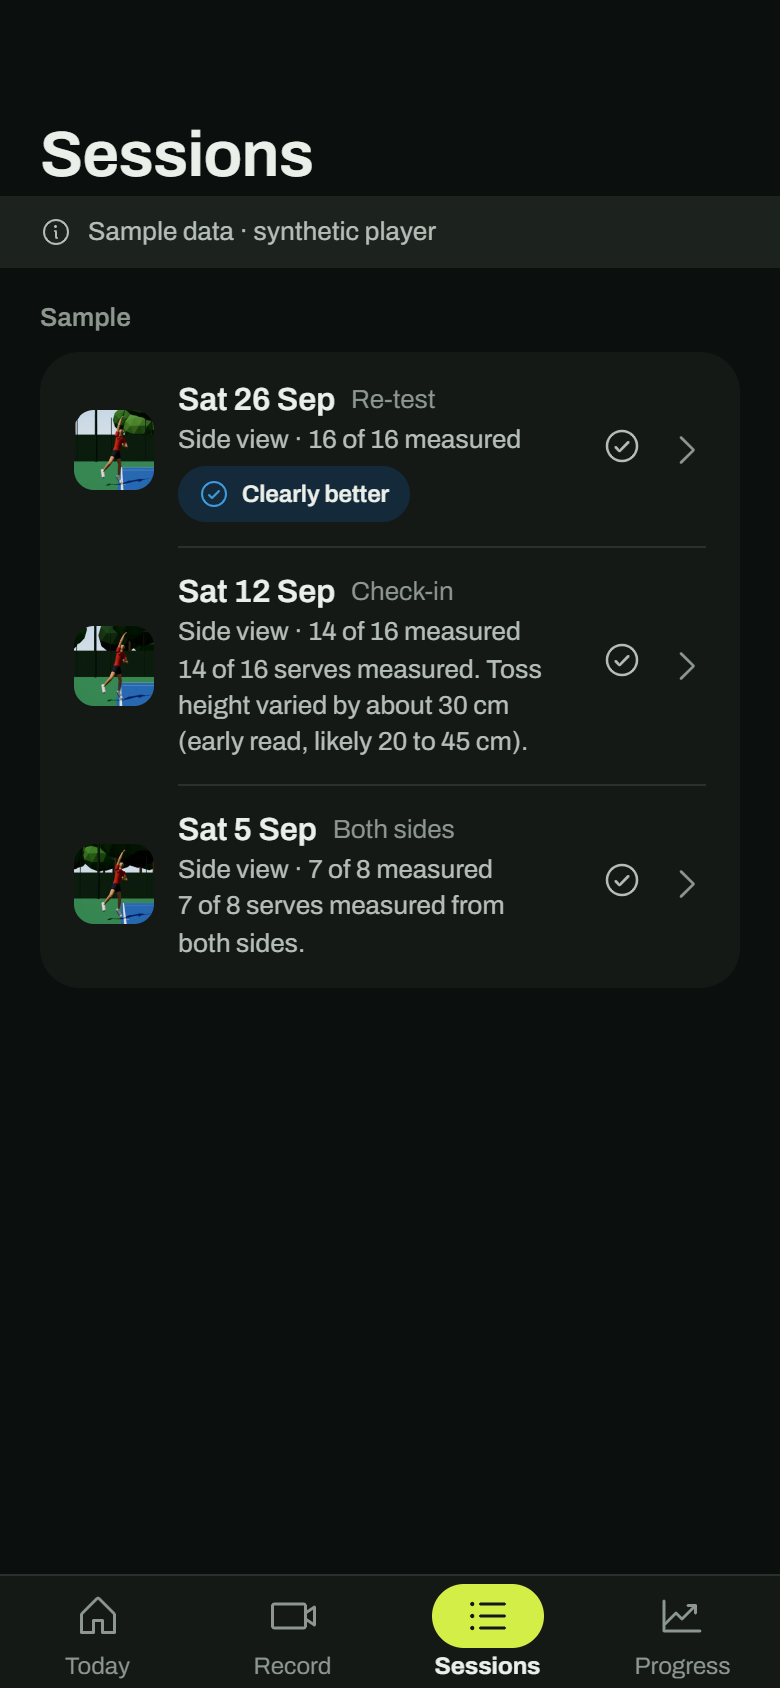 Sessions
Sample data · synthetic player
Sample
Sat 26 Sep Re-test
Side view · 16 of 16 measured
Clearly better
Sat 12 Sep Check-in
Side view · 14 of 16 measured
14 of 16 serves measured. Toss
height varied by about 30 cm
(early read, likely 20 to 45 cm).
Sat 5 Sep Both sides
Side view · 7 of 8 measured
7 of 8 serves measured from
both sides.
Today Record Sessions Progress